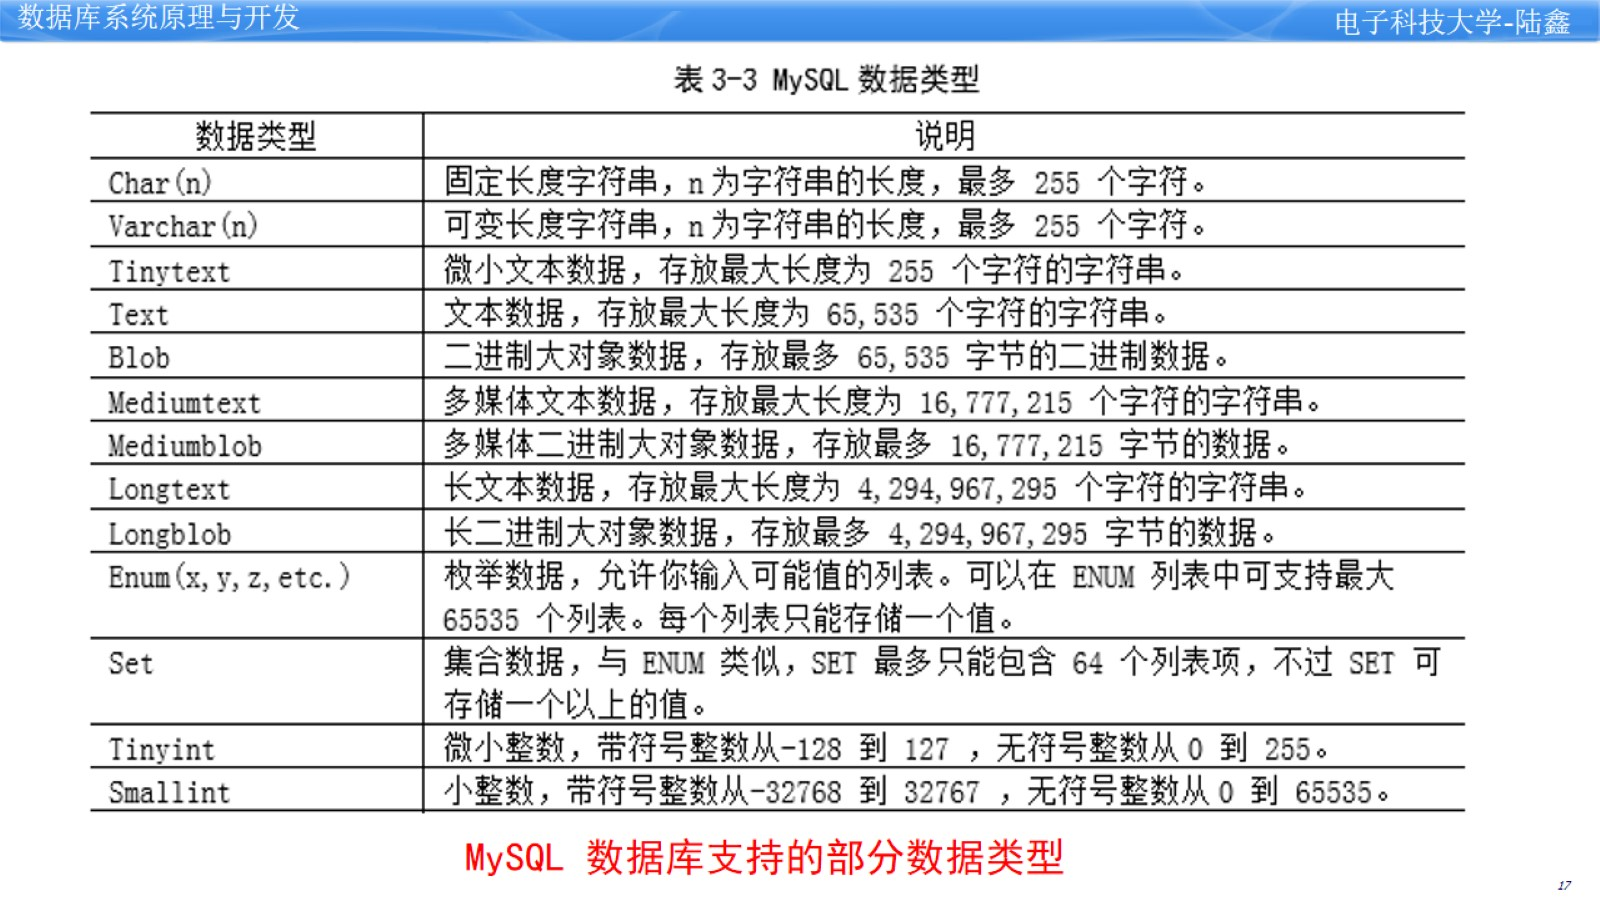 数据库系统原理与开发
电子科技大学-陆鑫
表 3-3 MySQL 数据类型
数据类型 说明
Char(n) 固定长度字符串，n 为字符串的长度，最多 255 个字符。
Varchar(n) 可变长度字符串，n 为字符串的长度，最多 255 个字符。
Tinytext 微小文本数据，存放最大长度为 255 个字符的字符串。
Text 文本数据，存放最大长度为 65,535 个字符的字符串。
Blob 二进制大对象数据，存放最多 65,535 字节的二进制数据。
Mediumtext 多媒体文本数据，存放最大长度为 16,777,215 个字符的字符串。
Mediumblob 多媒体二进制大对象数据，存放最多 16,777,215 字节的数据。
Longtext 长文本数据，存放最大长度为 4,294,967,295 个字符的字符串。
Longblob 长二进制大对象数据，存放最多 4,294,967,295 字节的数据。
Enum(x,y,z,etc.) 枚举数据，允许你输入可能值的列表。可以在 ENUM 列表中可支持最大
65535 个列表。每个列表只能存储一个值。
Set 集合数据，与 ENUM 类似，SET 最多只能包含 64 个列表项，不过 SET 可
存储一个以上的值。
Tinyint 微小整数，带符号整数从-128 到 127 ，无符号整数从 0 到 255。
Smallint 小整数，带符号整数从-32768 到 32767 ，无符号整数从 0 到 65535。
MySQL 数据库支持的部分数据类型
17